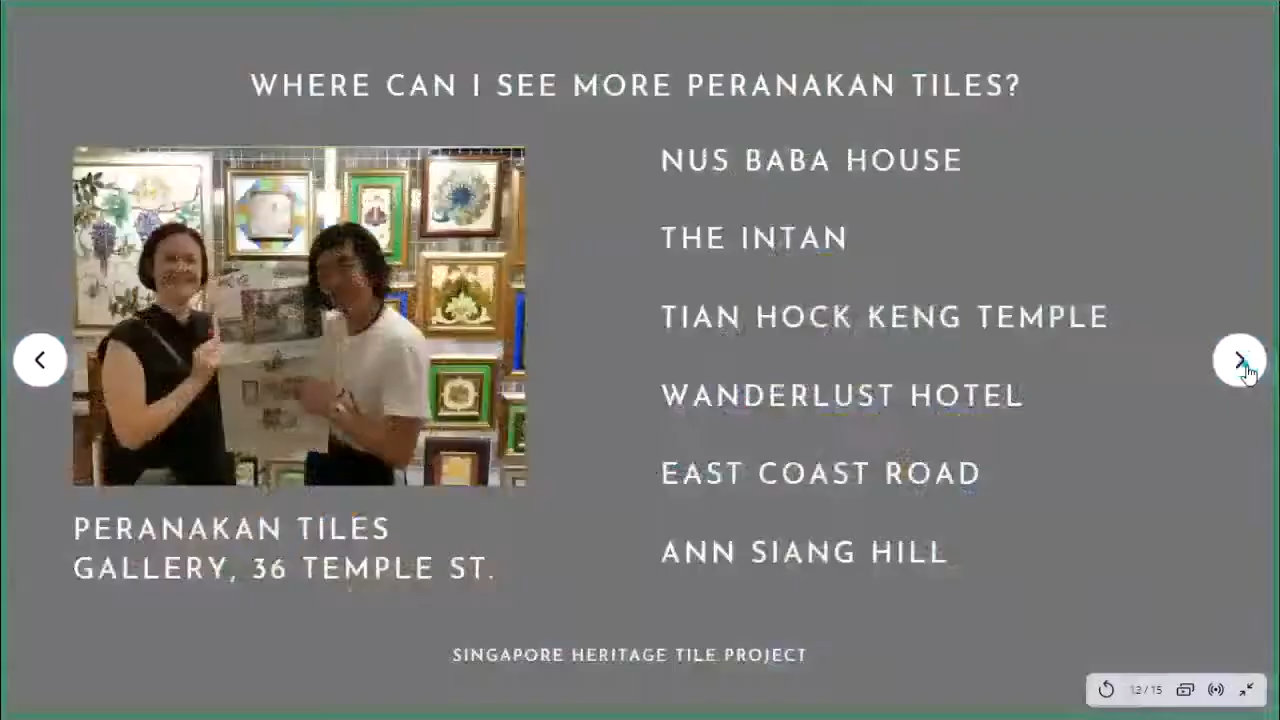 WHERE CAN I SEE MORE PERANAKAN TILES?
NUS BABA HOUSE
THE INTAN
TIAN HOCK KENG TEMPLE
WANDERLUST HOTEL
EAST COAST ROAD
ANN SIANG HILL
PERANAKAN TILES
GALLERY, 36 TEMPLE ST.
SINGAPORE HERITAGE TILE PROJECT
12/15